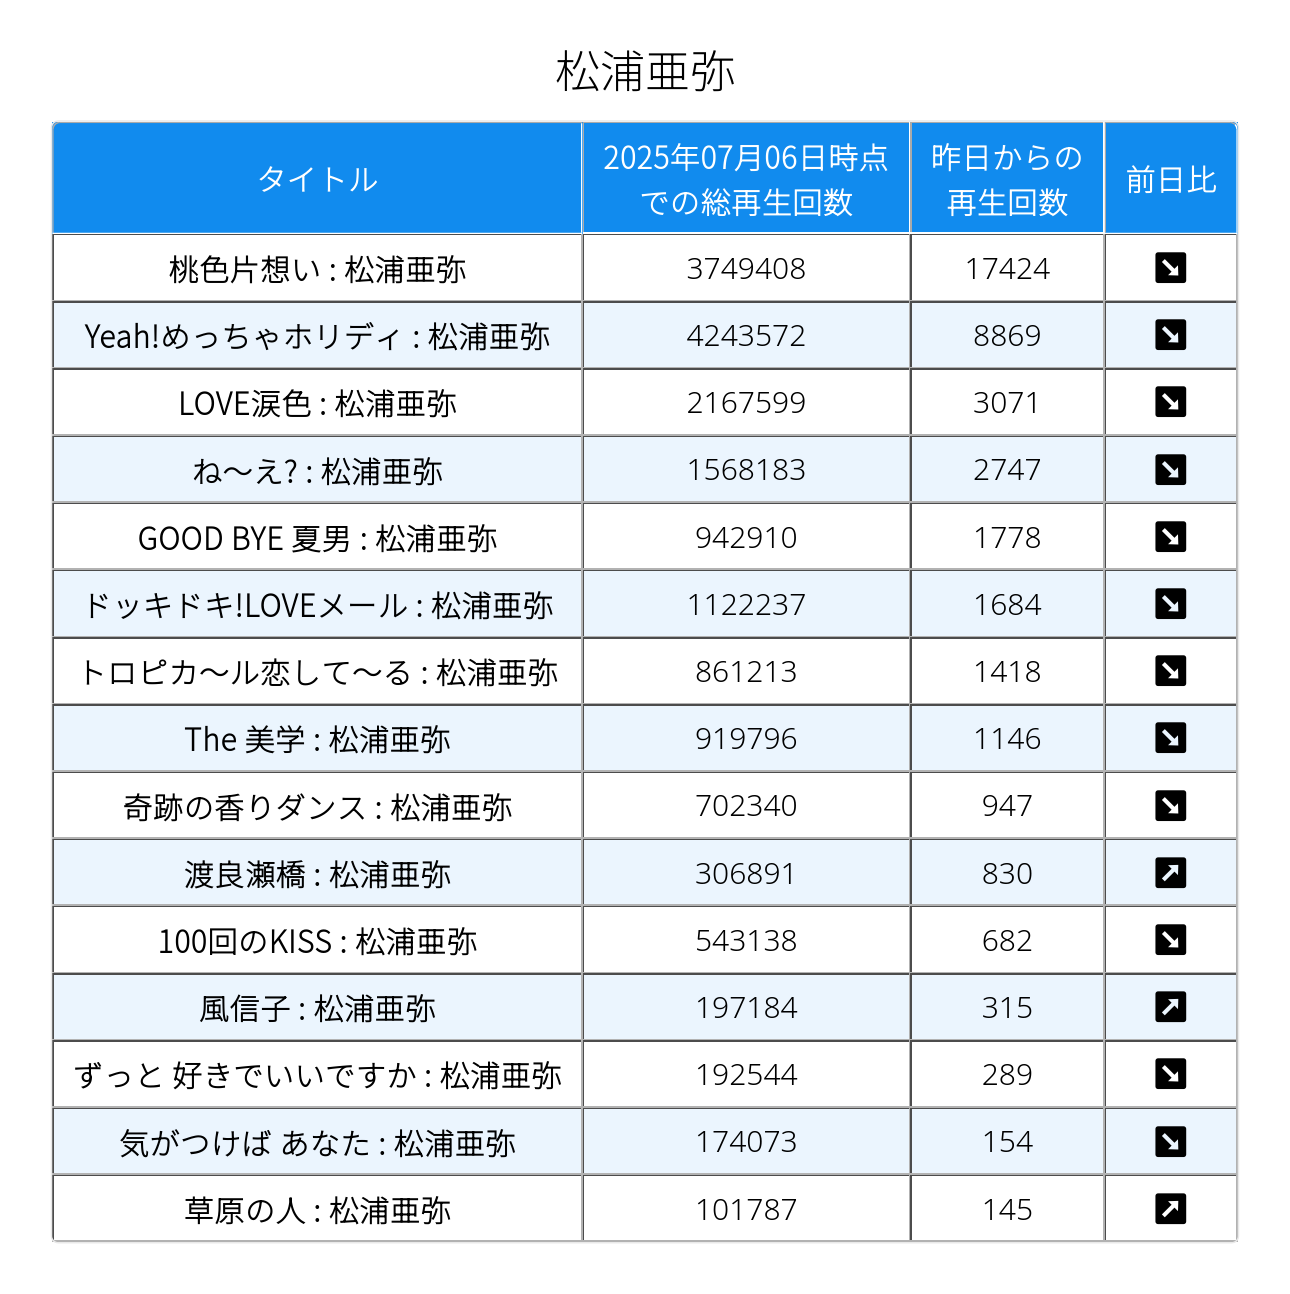 松浦亜弥
タイトル 2025年07月06日時点での総再生回数 昨日からの再生回数 前日比
桃色片想い : 松浦亜弥 3749408 17424 ↘
Yeah!めっちゃホリディ : 松浦亜弥 4243572 8869 ↘
LOVE涙色 : 松浦亜弥 2167599 3071 ↘
ね〜え? : 松浦亜弥 1568183 2747 ↘
GOOD BYE 夏男 : 松浦亜弥 942910 1778 ↘
ドッキドキ!LOVEメール : 松浦亜弥 1122237 1684 ↘
トロピカ〜ル恋して〜る : 松浦亜弥 861213 1418 ↘
The 美学 : 松浦亜弥 919796 1146 ↘
奇跡の香りダンス : 松浦亜弥 702340 947 ↘
渡良瀬橋 : 松浦亜弥 306891 830 ↗
100回のKISS : 松浦亜弥 543138 682 ↘
風信子 : 松浦亜弥 197184 315 ↗
ずっと 好きでいいですか : 松浦亜弥 192544 289 ↘
気がつけば あなた : 松浦亜弥 174073 154 ↘
草原の人 : 松浦亜弥 101787 145 ↗